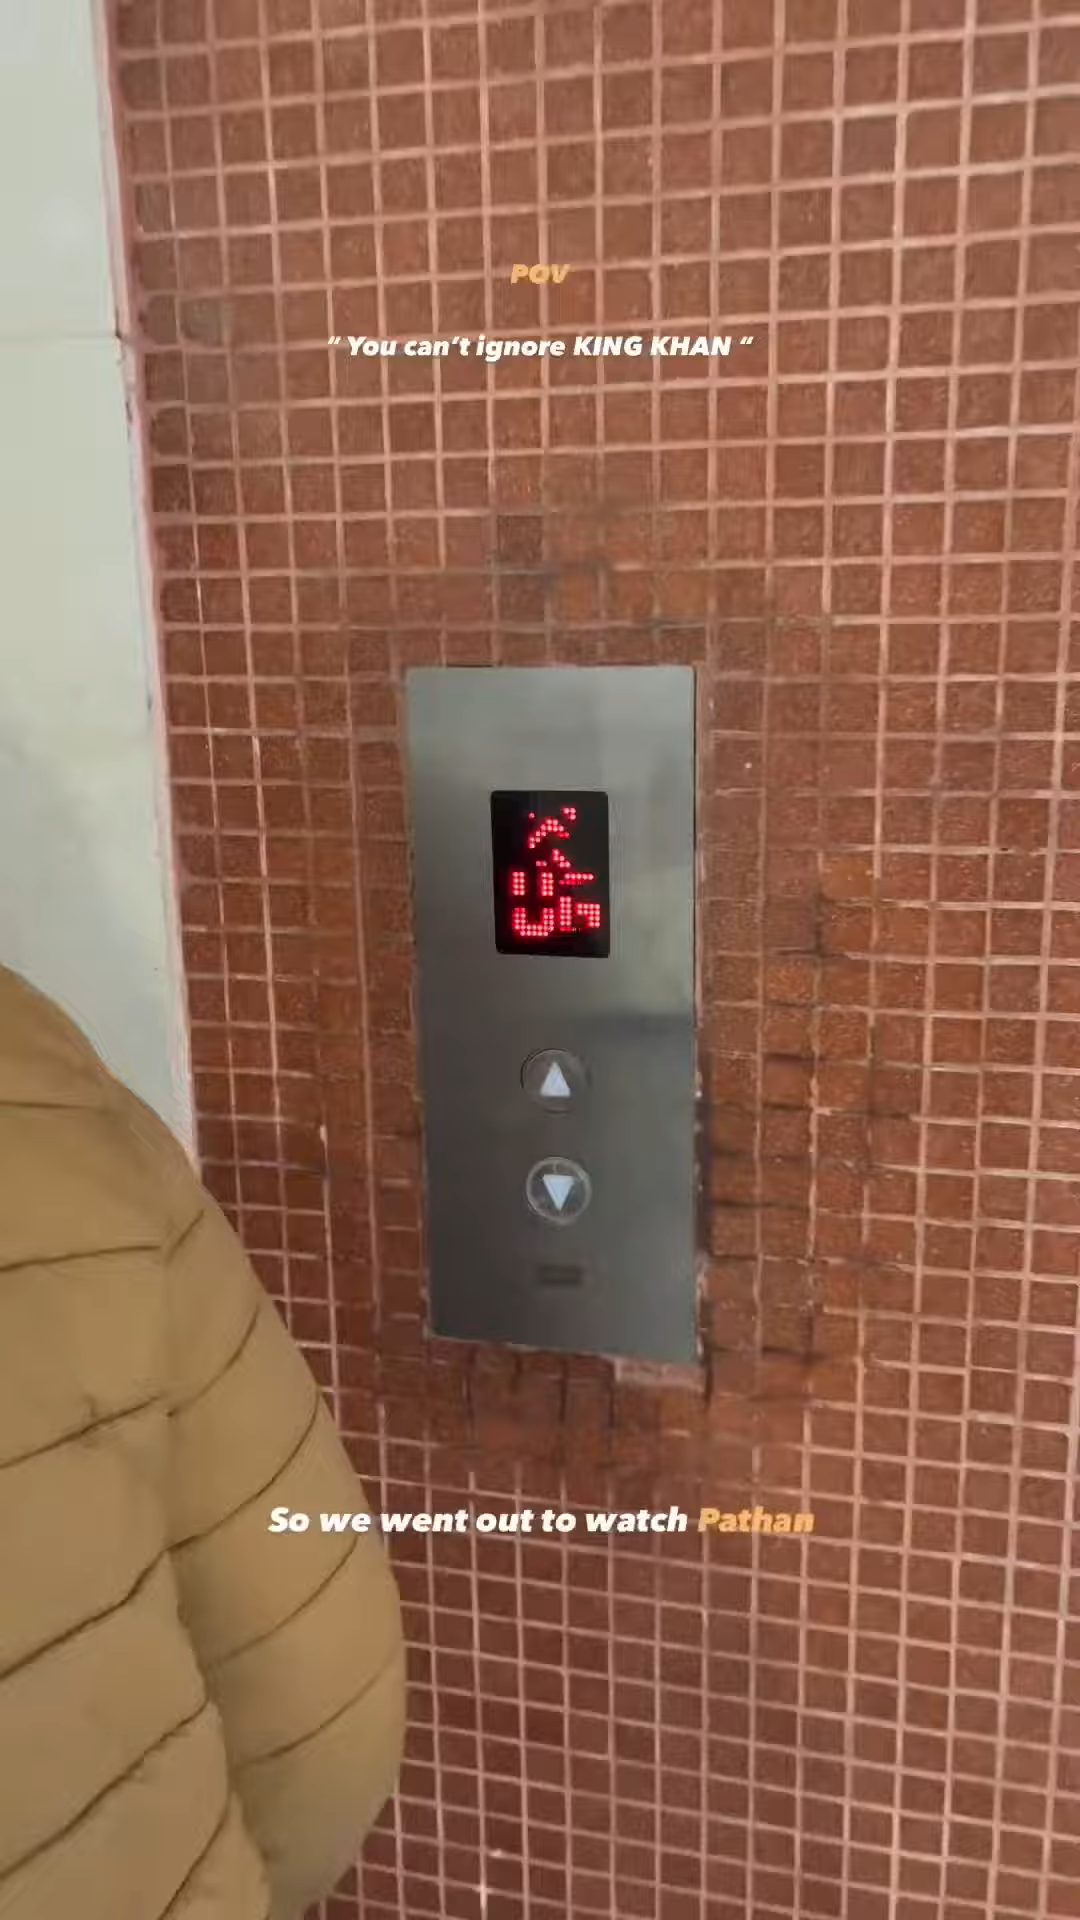 POV
“ You can’t ignore KING KHAN “
So we went out to watch Pathan